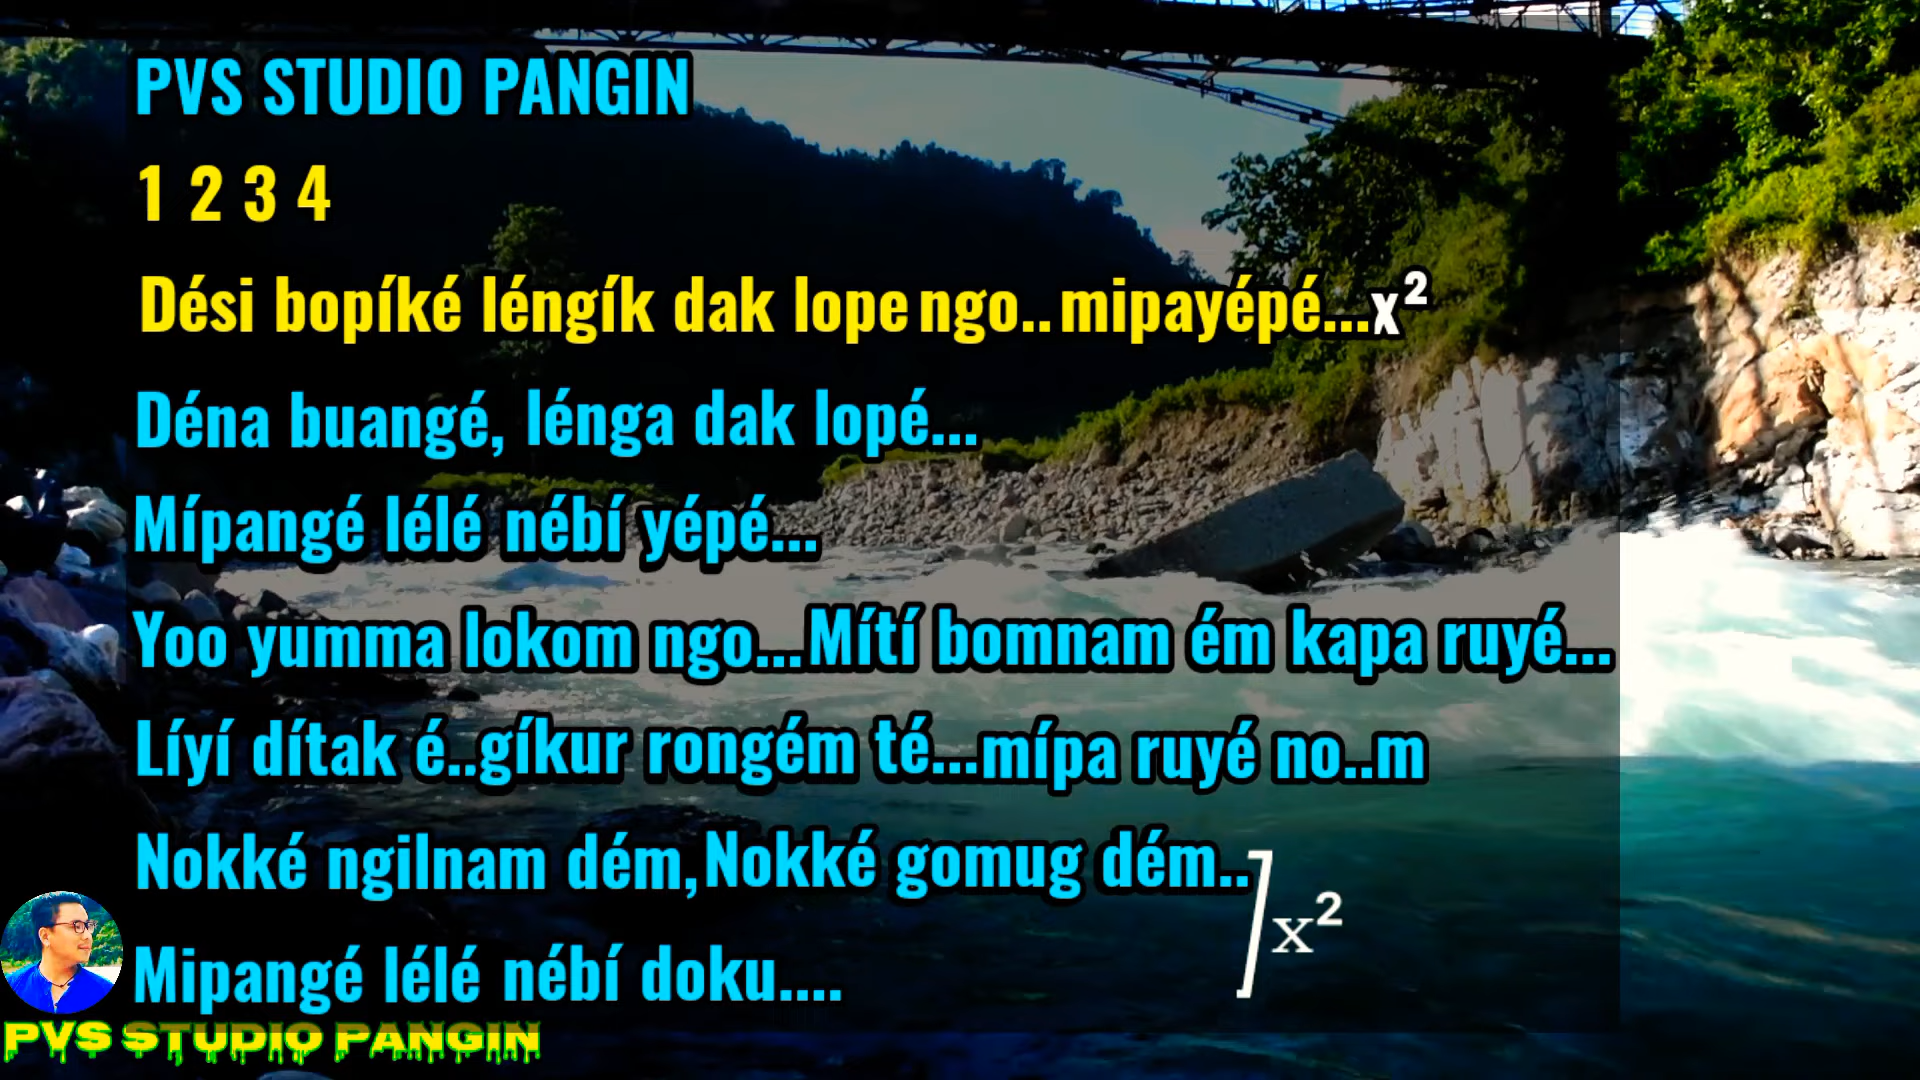 PVS STUDIO PANGIN
1 2 3 4
Dési bopíké léngík dak lope ngo.. mipayépé...x²
Déna buangé, lénga dak lopé...
Mípangé lélé nébí yépé...
Yoo yumma lokom ngo...Mítí bomnam ém kapa ruyé...
Líyí dítak é..gíkur rongém té...mípa ruyé no..m
Nokké ngilnam dém,Nokké gomug dém..
]x²
Mipangé lélé nébí doku....
PVS STUDIO PANGIN